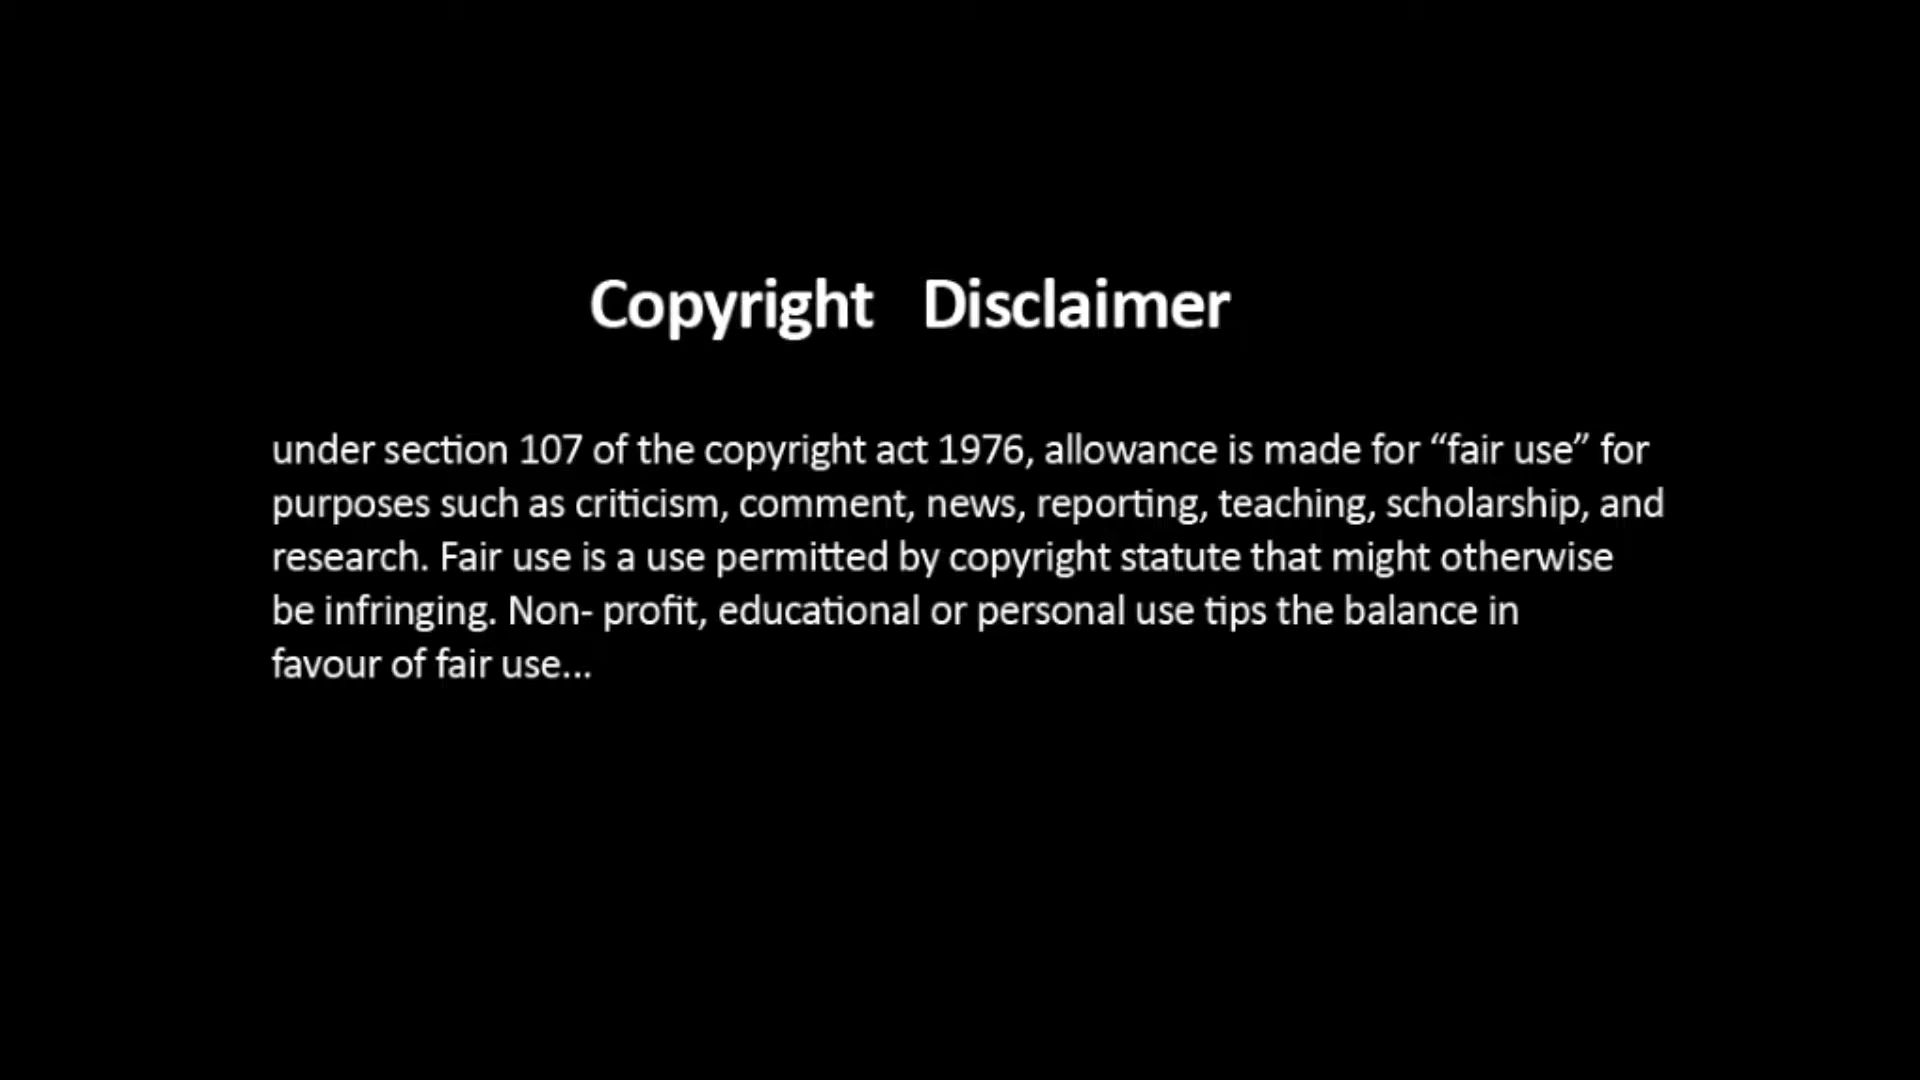 Copyright Disclaimer
under section 107 of the copyright act 1976, allowance is made for “fair use” for
purposes such as criticism, comment, news, reporting, teaching, scholarship, and
research. Fair use is a use permitted by copyright statute that might otherwise
be infringing. Non- profit, educational or personal use tips the balance in
favour of fair use...